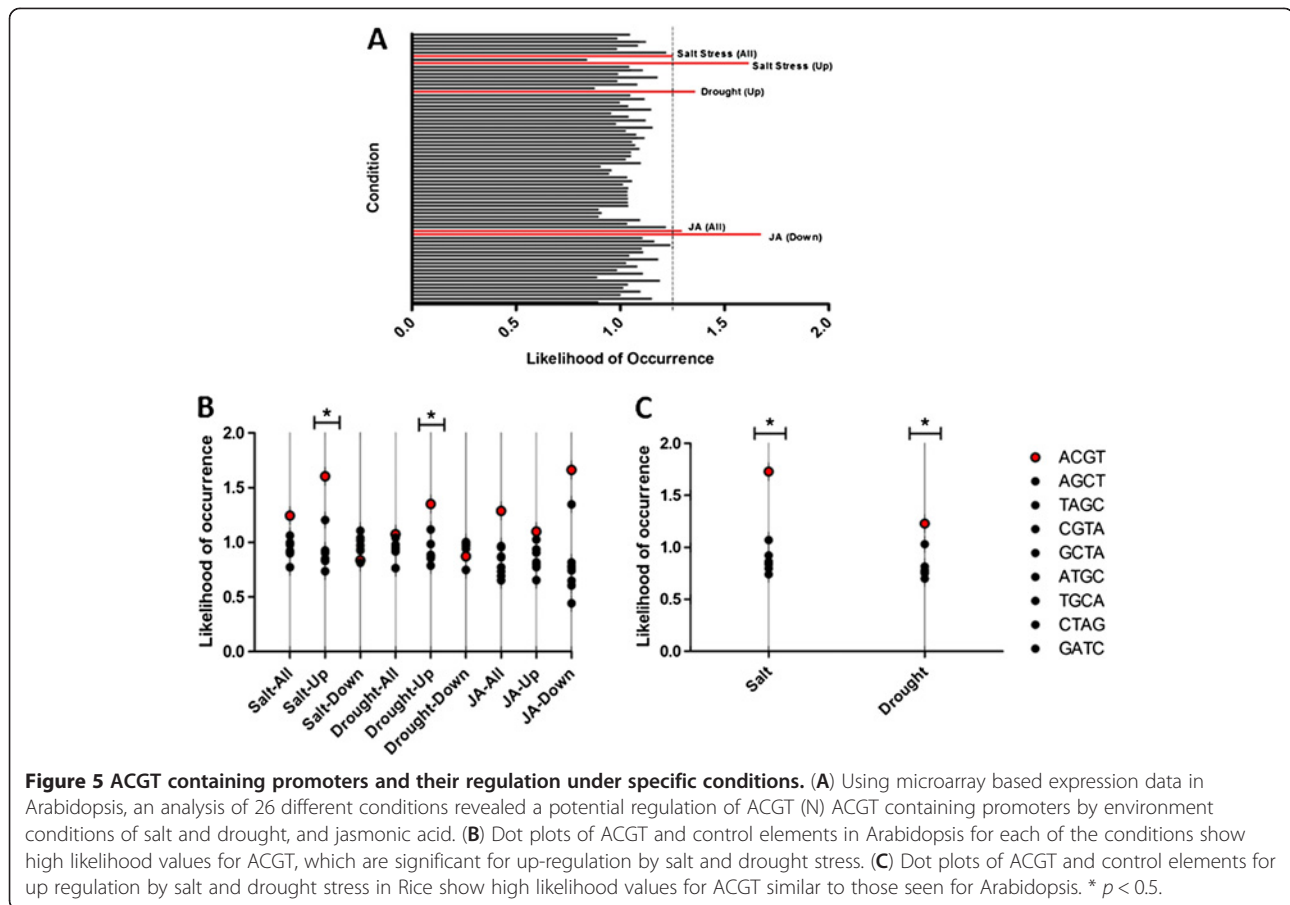 A
Salt Stress (All)
Salt Stress (Up)
Drought (Up)
JA (All)
JA (Down)
Condition
0.0 0.5 1.0 1.5 2.0
Likelihood of Occurrence
B
* *
Likelihood of occurrence
2.0
1.5
1.0
0.5
0.0
Salt-All Salt-Up Salt-Down Drought-All Drought-Up Drought-Down JA-All JA-Up JA-Down
C
* *
Likelihood of occurrence
2.0
1.5
1.0
0.5
0.0
Salt Drought
ACGT
AGCT
TAGC
CGTA
GCTA
ATGC
TGCA
CTAG
GATC
Figure 5 ACGT containing promoters and their regulation under specific conditions. (A) Using microarray based expression data in
Arabidopsis, an analysis of 26 different conditions revealed a potential regulation of ACGT (N) ACGT containing promoters by environment
conditions of salt and drought, and jasmonic acid. (B) Dot plots of ACGT and control elements in Arabidopsis for each of the conditions show
high likelihood values for ACGT, which are significant for up-regulation by salt and drought stress. (C) Dot plots of ACGT and control elements for
up regulation by salt and drought stress in Rice show high likelihood values for ACGT similar to those seen for Arabidopsis. * p < 0.5.